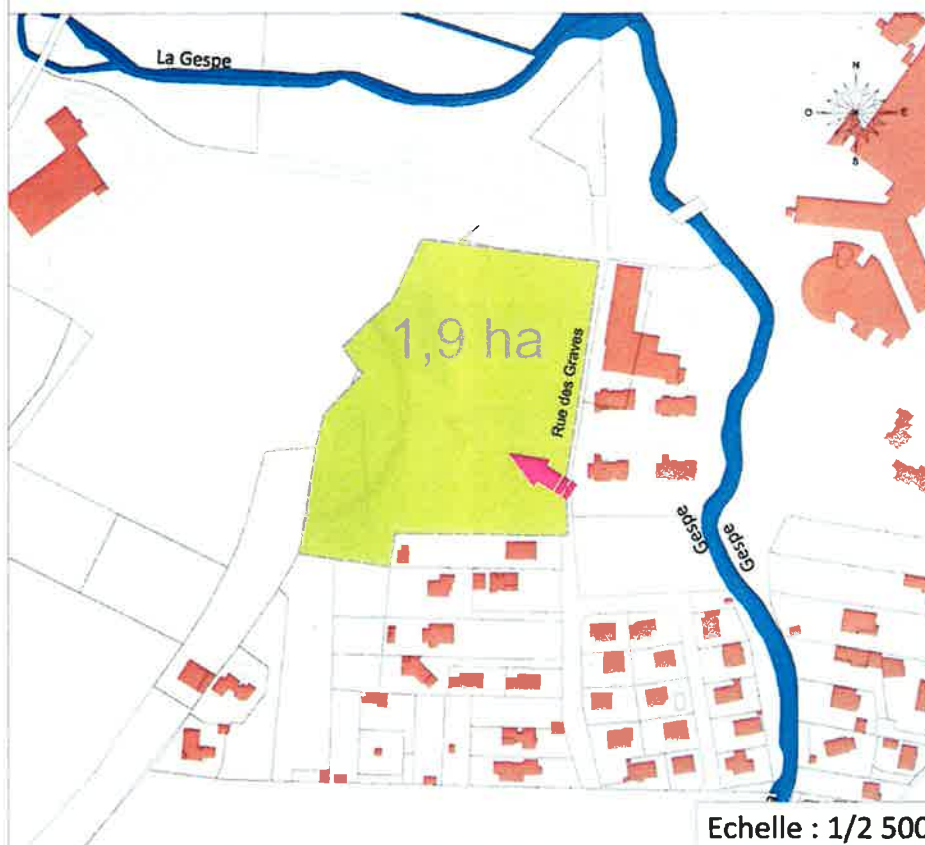 La Gespe
N
O
E
S
1,9 ha
Rue des Graves
Gespe
Gespe
Echelle : 1/2 500